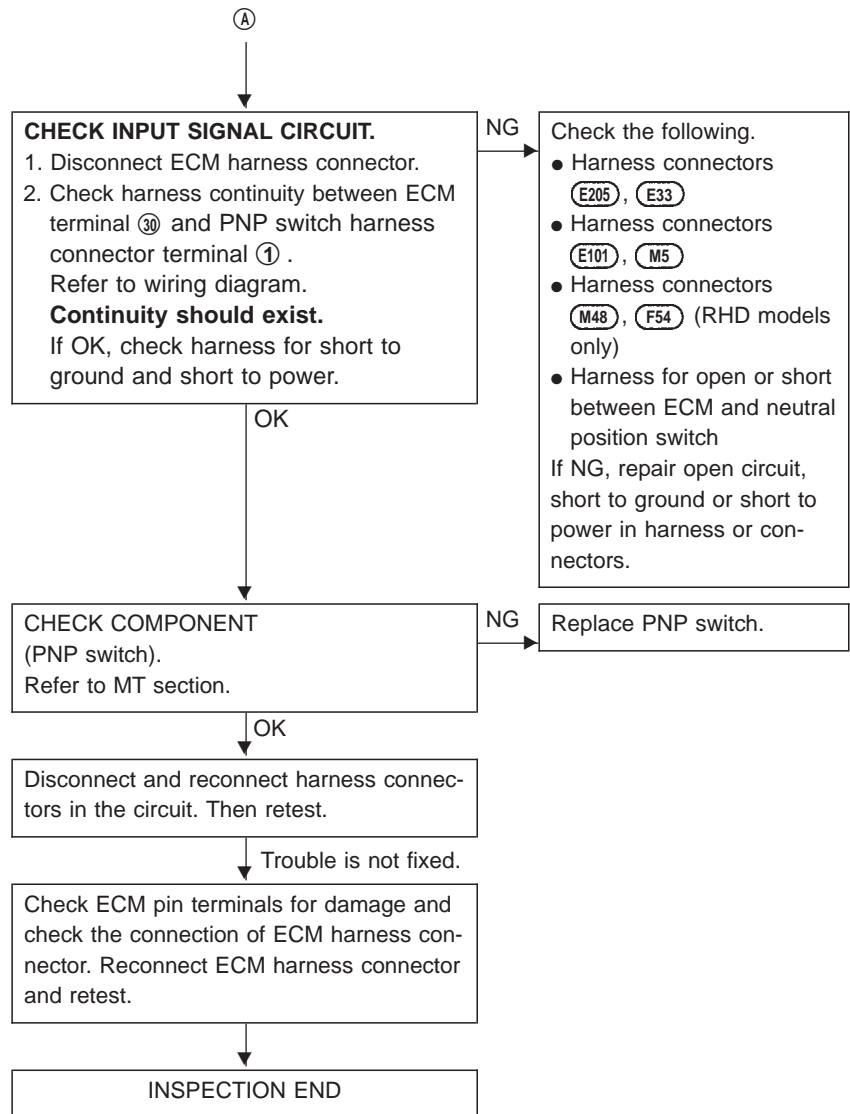 Ⓐ
CHECK INPUT SIGNAL CIRCUIT.
1. Disconnect ECM harness connector.
2. Check harness continuity between ECM
terminal ㉚ and PNP switch harness
connector terminal ① .
Refer to wiring diagram.
Continuity should exist.
If OK, check harness for short to
ground and short to power.
NG
Check the following.
● Harness connectors
E205, E33
● Harness connectors
E101, M5
● Harness connectors
M48, F54 (RHD models
only)
● Harness for open or short
between ECM and neutral
position switch
If NG, repair open circuit,
short to ground or short to
power in harness or con-
nectors.
OK
CHECK COMPONENT
(PNP switch).
Refer to MT section.
NG
Replace PNP switch.
OK
Disconnect and reconnect harness connec-
tors in the circuit. Then retest.
Trouble is not fixed.
Check ECM pin terminals for damage and
check the connection of ECM harness con-
nector. Reconnect ECM harness connector
and retest.
INSPECTION END